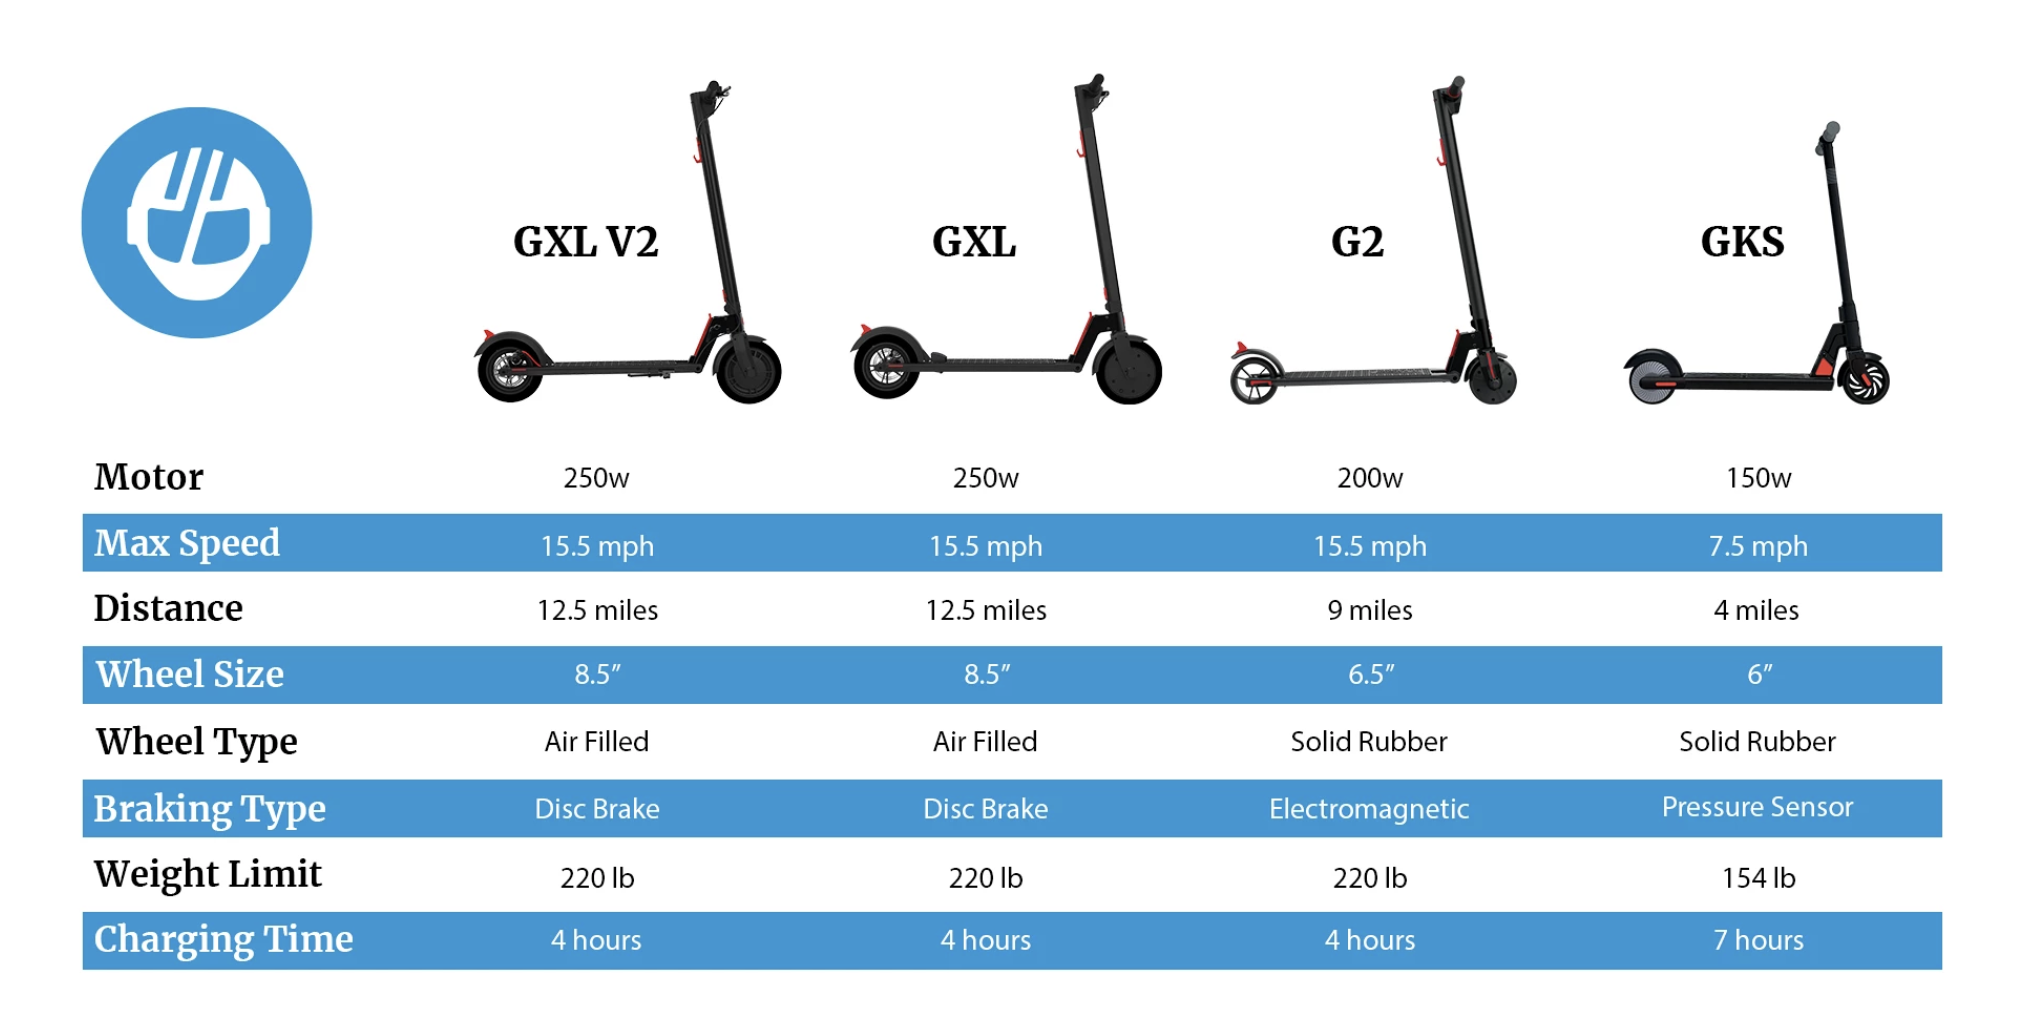 GXL V2 GXL G2 GKS
Motor 250w 250w 200w 150w
Max Speed 15.5 mph 15.5 mph 15.5 mph 7.5 mph
Distance 12.5 miles 12.5 miles 9 miles 4 miles
Wheel Size 8.5” 8.5” 6.5” 6”
Wheel Type Air Filled Air Filled Solid Rubber Solid Rubber
Braking Type Disc Brake Disc Brake Electromagnetic Pressure Sensor
Weight Limit 220 lb 220 lb 220 lb 154 lb
Charging Time 4 hours 4 hours 4 hours 7 hours